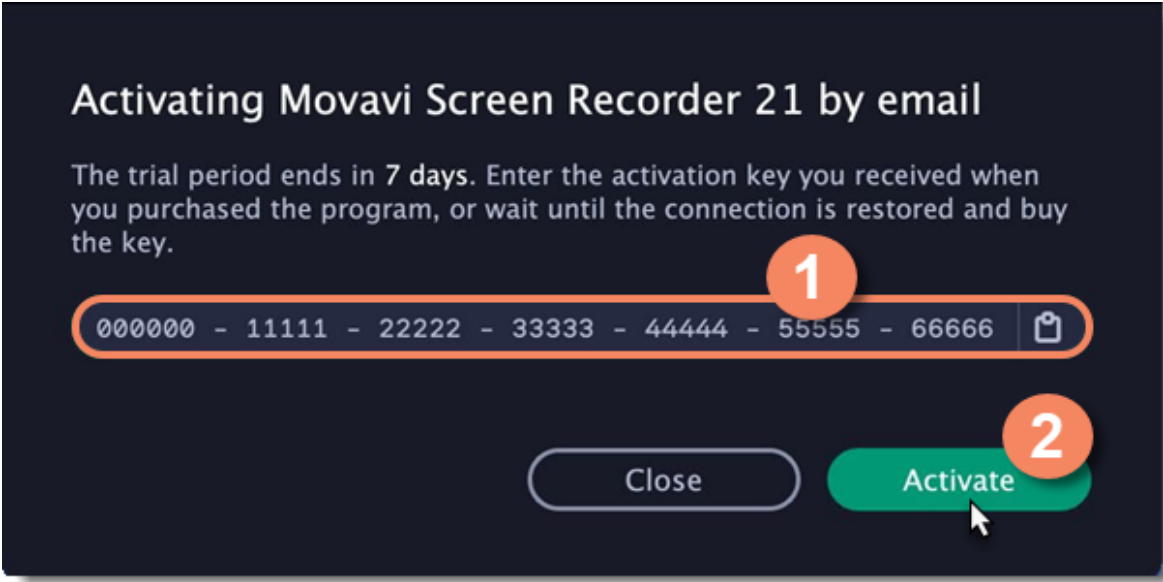 Activating Movavi Screen Recorder 21 by email
The trial period ends in 7 days. Enter the activation key you received when
you purchased the program, or wait until the connection is restored and buy
the key.
1
000000 - 11111 - 22222 - 33333 - 44444 - 55555 - 66666
2
Close
Activate